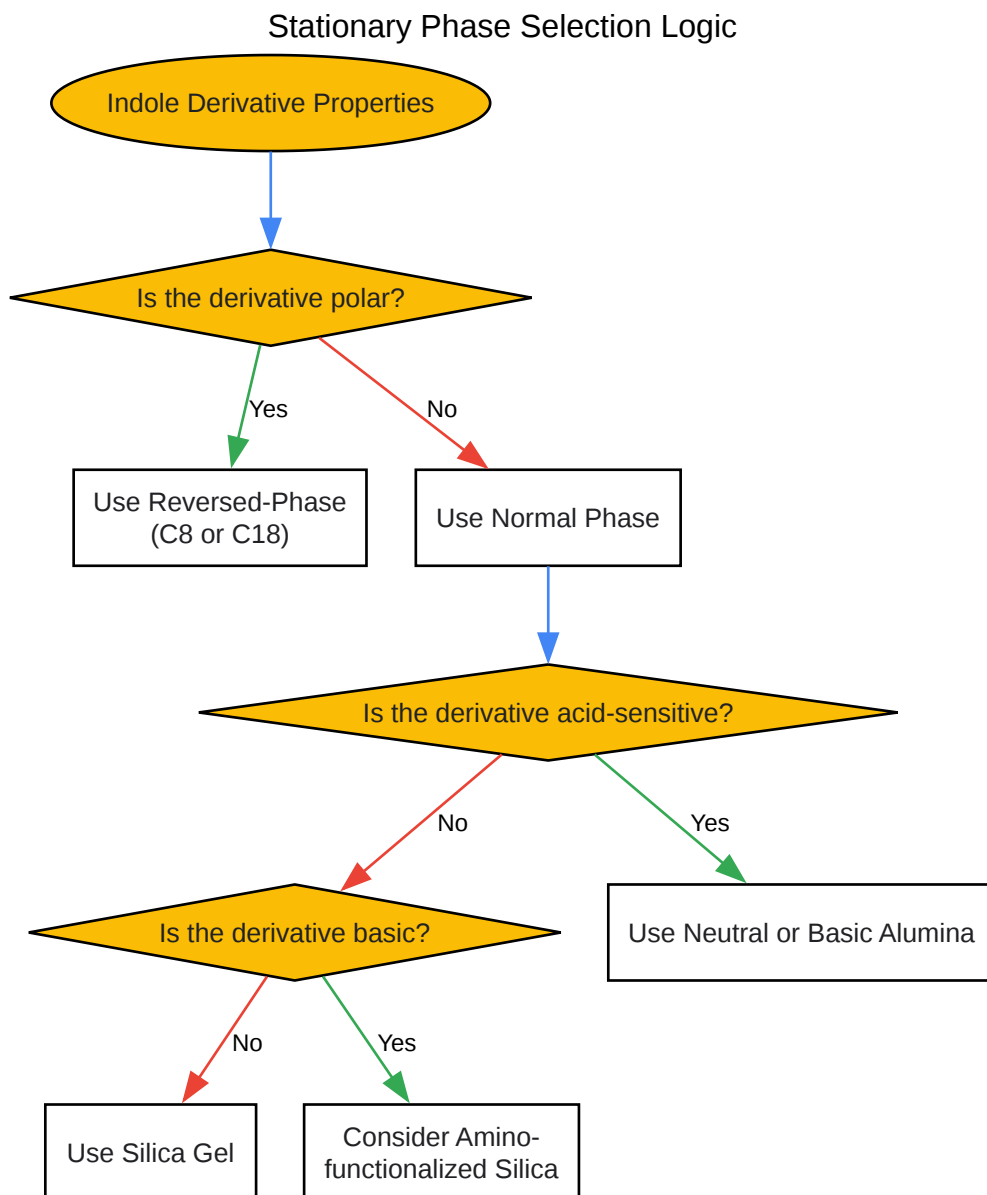 Stationary Phase Selection Logic
Indole Derivative Properties
Is the derivative polar?
Yes
No
Use Reversed-Phase
(C8 or C18)
Use Normal Phase
Is the derivative acid-sensitive?
No
Yes
Is the derivative basic?
Use Neutral or Basic Alumina
No
Yes
Use Silica Gel
Consider Amino-
functionalized Silica